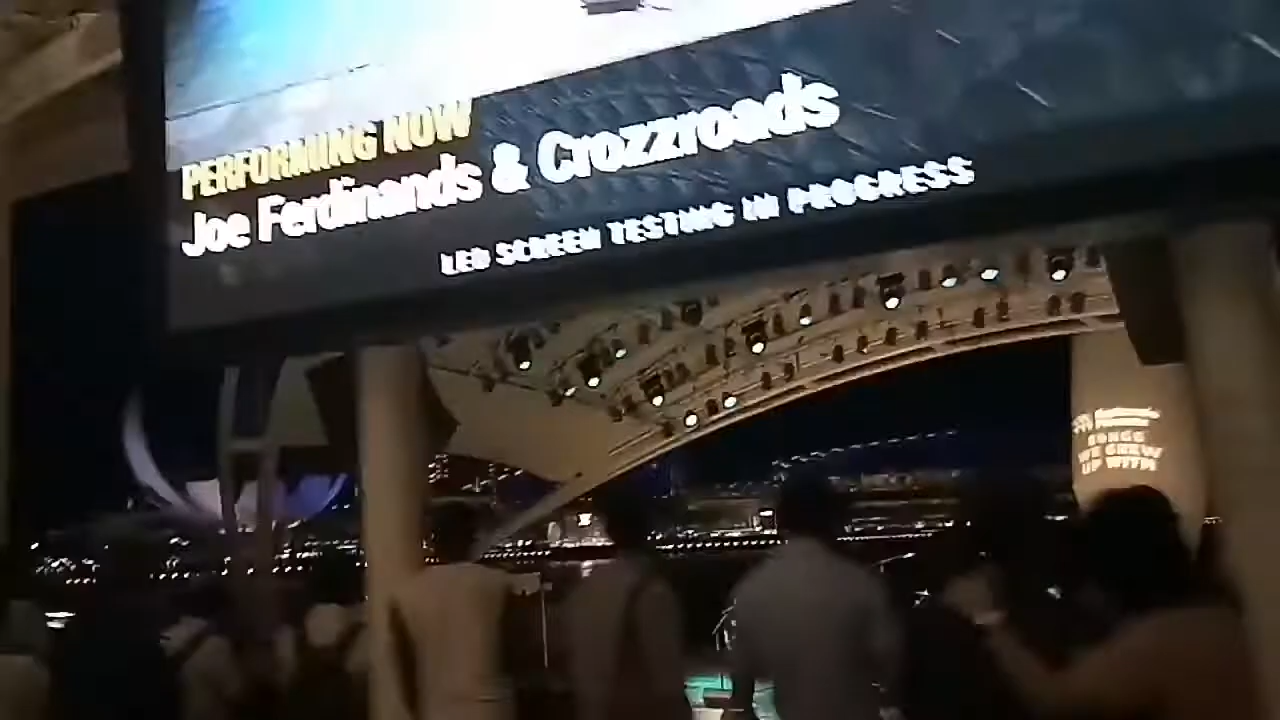 PERFORMING NOW
Joe Ferdinands & Crozzroads
LED SCREEN TESTING IN PROGRESS
SONGS
WE GREW
UP WITH